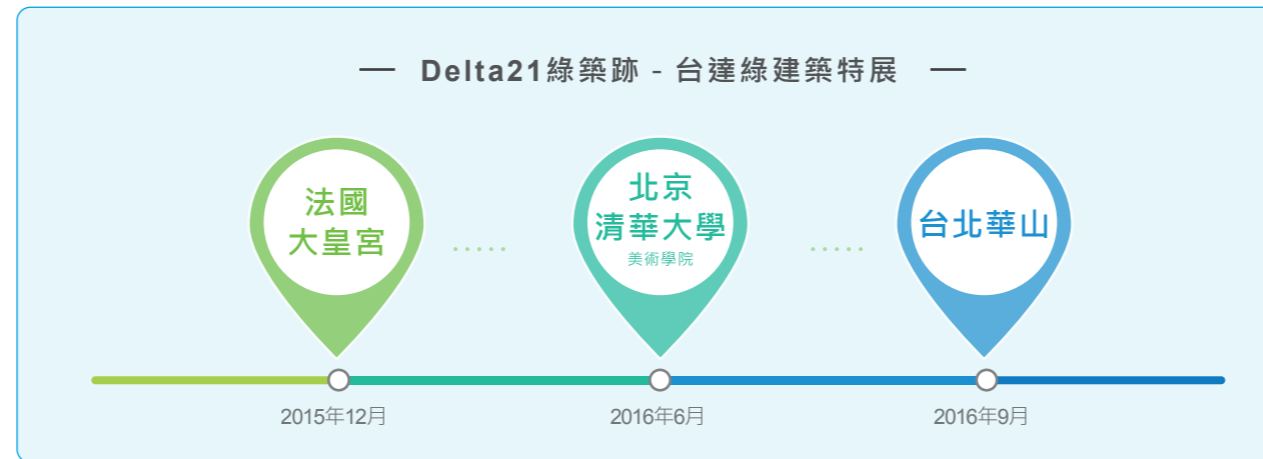 — Delta21綠築跡 - 台達綠建築特展 —
法國
大皇宮
北京
清華大學
美術學院
台北華山
2015年12月
2016年6月
2016年9月